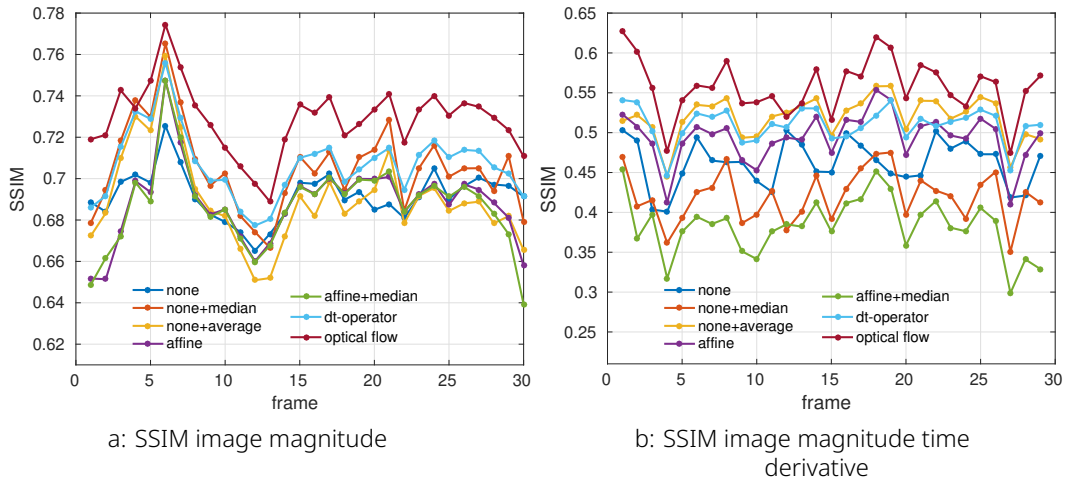 0.78
0.76
0.74
0.72
0.7
0.68
0.66
0.64
0.62
SSIM
0 5 10 15 20 25 30
frame
none
none+median
none+average
affine
affine+median
dt-operator
optical flow
a: SSIM image magnitude
0.65
0.6
0.55
0.5
0.45
0.4
0.35
0.3
0.25
SSIM
0 5 10 15 20 25 30
frame
none
none+median
none+average
affine
affine+median
dt-operator
optical flow
b: SSIM image magnitude time
derivative